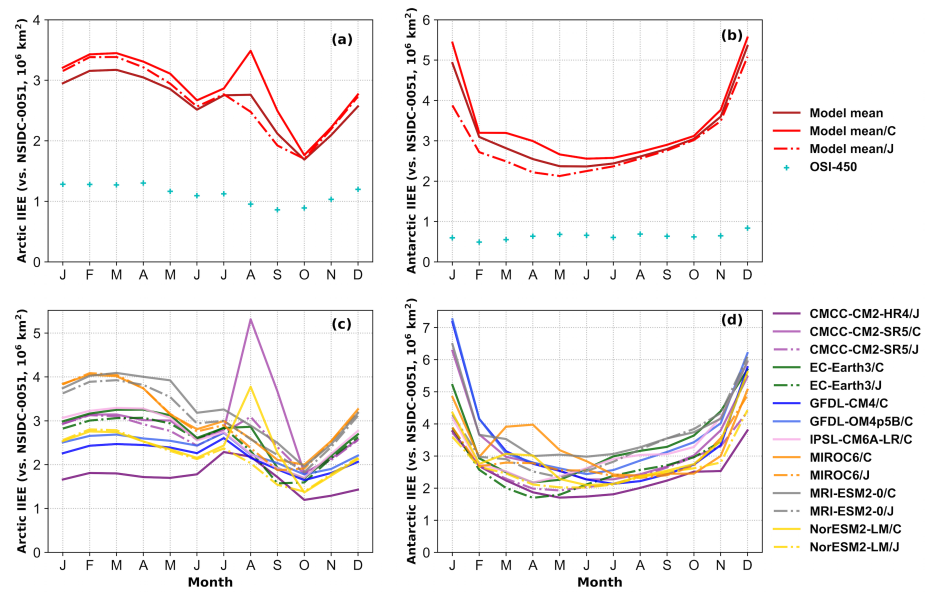 Arctic IIEE (vs. NSIDC-0051, 10⁶ km²)
4
3
2
1
0
(a)
J F M A M J J A S O N D
Antarctic IIEE (vs. NSIDC-0051, 10⁶ km²)
6
5
4
3
2
1
0
(b)
J F M A M J J A S O N D
Model mean
Model mean/C
Model mean/J
OSI-450
Arctic IIEE (vs. NSIDC-0051, 10⁶ km²)
5
4
3
2
1
0
(c)
J F M A M J J A S O N D
Month
Antarctic IIEE (vs. NSIDC-0051, 10⁶ km²)
7
6
5
4
3
2
1
0
(d)
J F M A M J J A S O N D
Month
CMCC-CM2-HR4/J
CMCC-CM2-SR5/C
CMCC-CM2-SR5/J
EC-Earth3/C
EC-Earth3/J
GFDL-CM4/C
GFDL-OM4p5B/C
IPSL-CM6A-LR/C
MIROC6/C
MIROC6/J
MRI-ESM2-0/C
MRI-ESM2-0/J
NorESM2-LM/C
NorESM2-LM/J